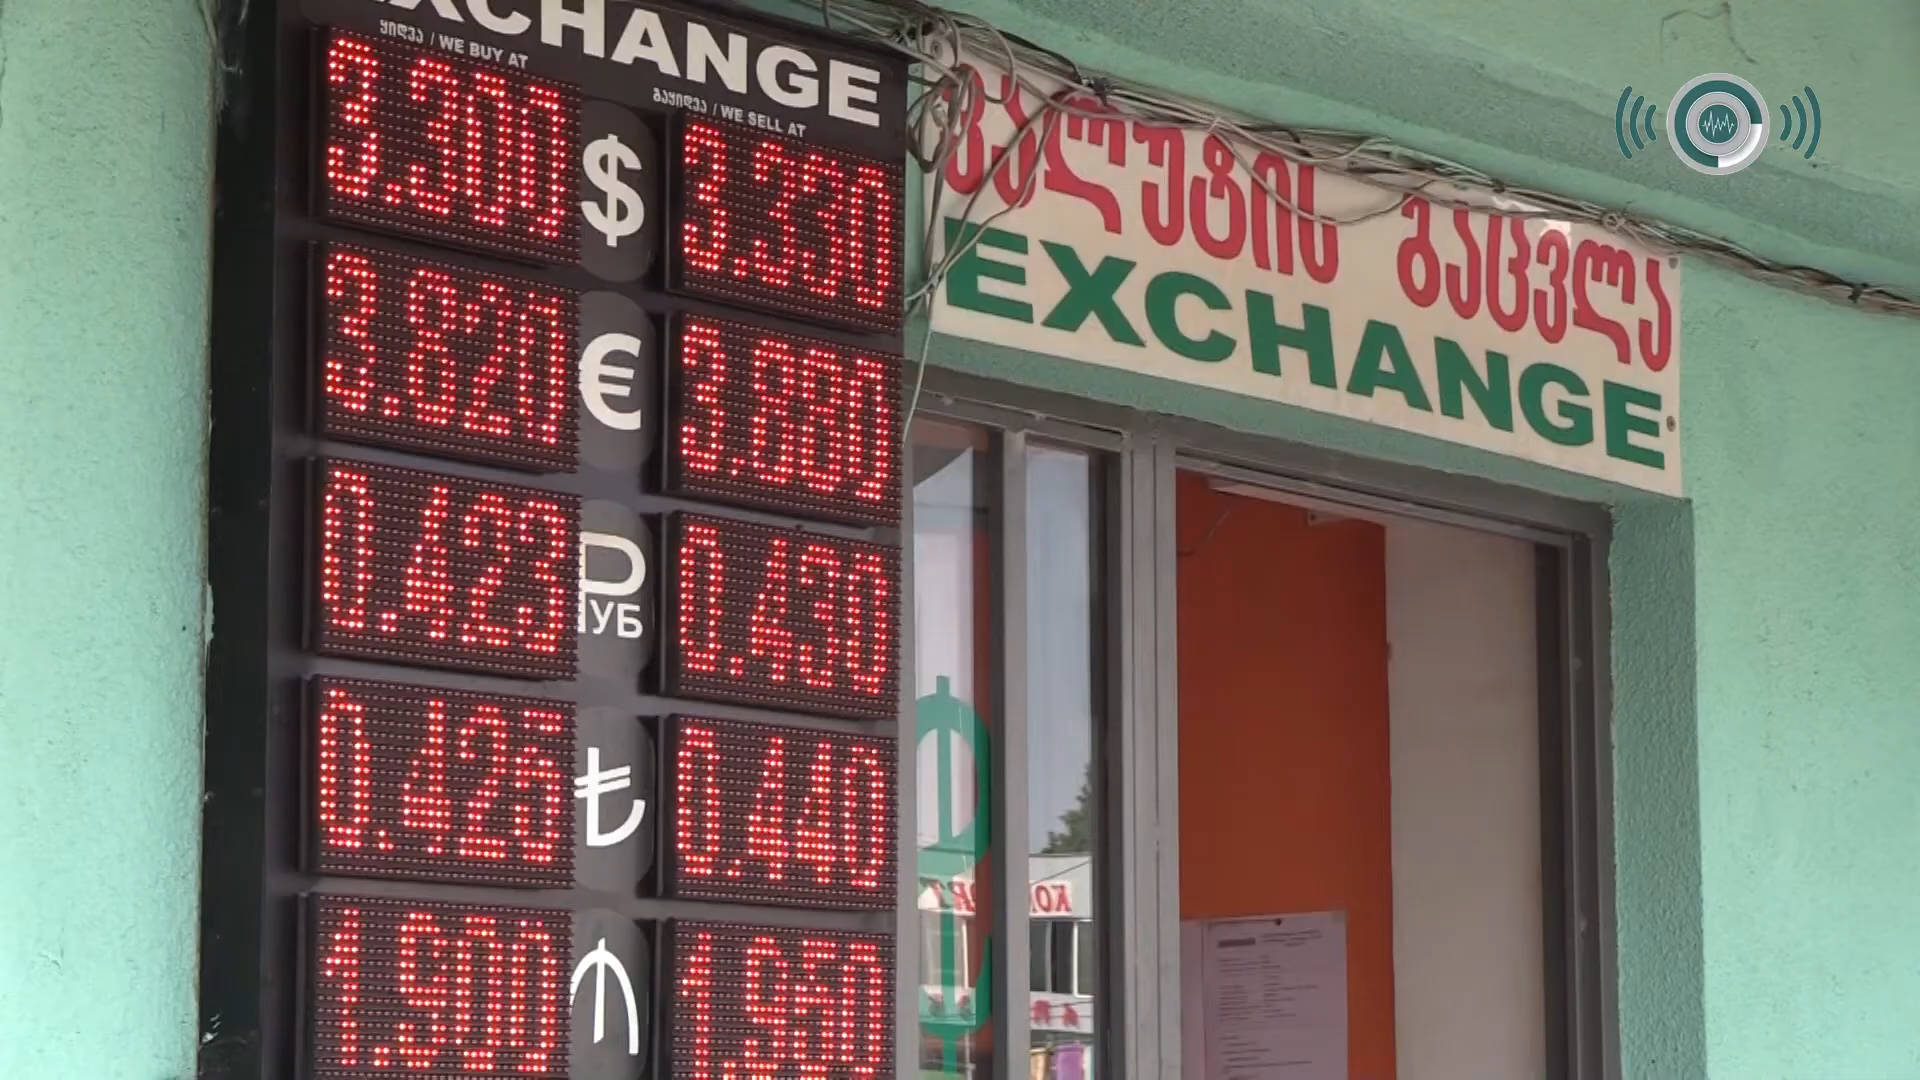 EXCHANGE
ყიდვა / WE BUY AT
გაყიდვა / WE SELL AT
3.300 $ 3.330
3.820 € 3.880
0.423 РУБ 0.430
0.425 ₺ 0.440
1.900 ₼ 1.950
ვალუტის გაცვლა
EXCHANGE